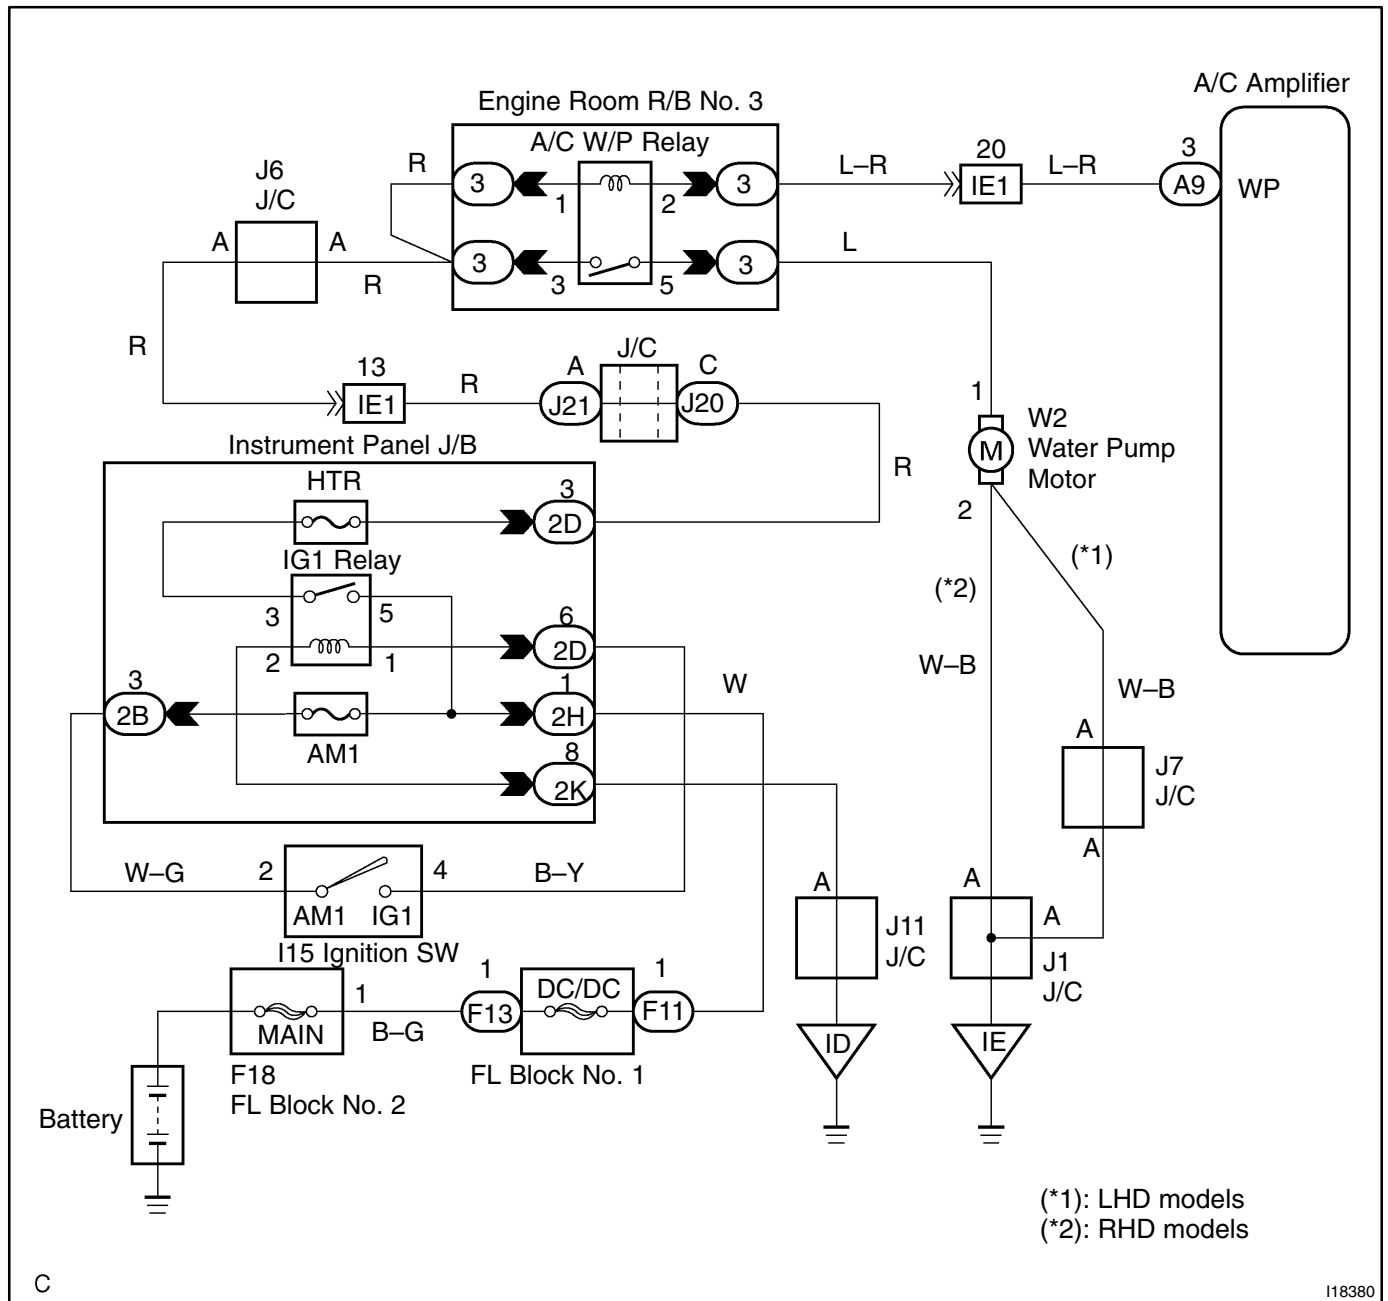 A/C Amplifier
Engine Room R/B No. 3
A/C W/P Relay
J6
J/C
R
3
1
2
3
L–R
20
IE1
L–R
3
A9
WP
A
A
R
3
3
5
3
L
R
13
IE1
R
A
J21
J/C
C
J20
R
1
M
2
W2
Water Pump
Motor
Instrument Panel J/B
HTR
3
2D
IG1 Relay
3
5
2
1
6
2D
3
2B
AM1
1
2H
W
8
2K
(*1)
(*2)
W–B
W–B
A
J7
J/C
A
W–G
2
4
B–Y
AM1
IG1
I15 Ignition SW
A
J11
J/C
A
A
J1
J/C
MAIN
1
B–G
1
F13
DC/DC
1
F11
F18
FL Block No. 2
FL Block No. 1
ID
IE
Battery
(*1): LHD models
(*2): RHD models
C
I18380